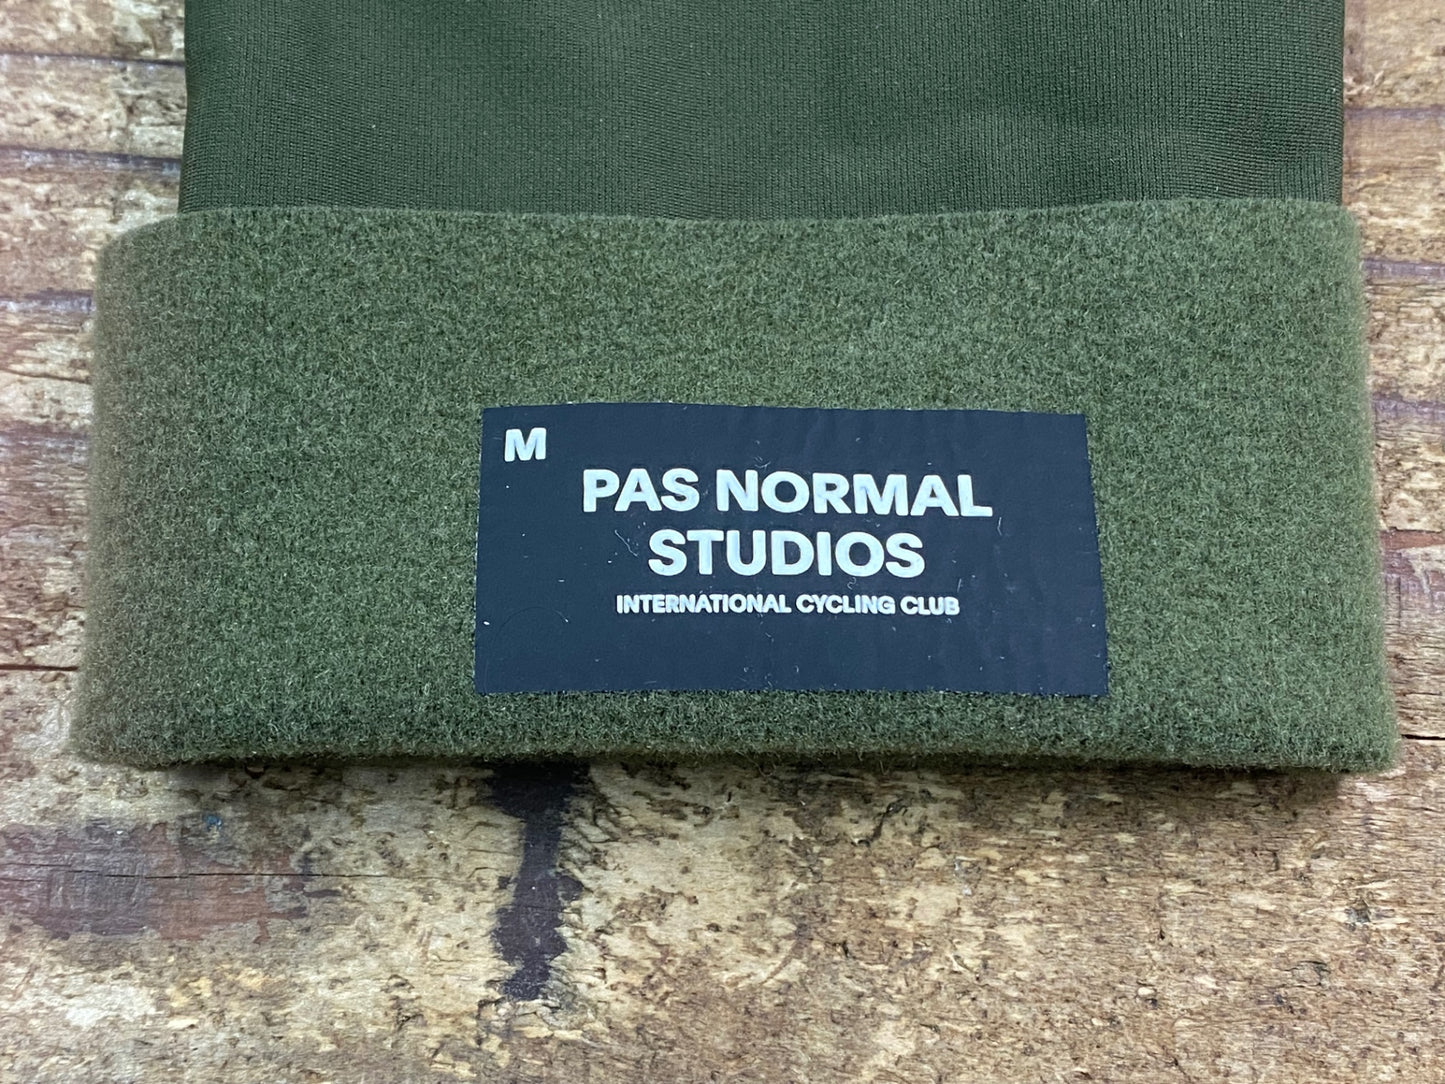 M
PAS NORMAL
STUDIOS
INTERNATIONAL CYCLING CLUB